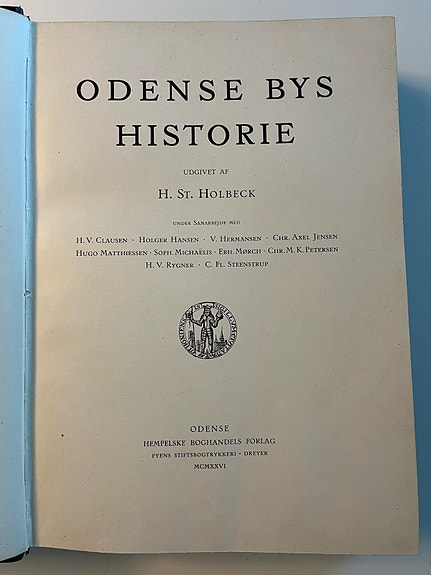 ODENSE BYS
HISTORIE
UDGIVET AF
H. ST. HOLBECK
UNDER SAMARBEJDE MED
H. V. CLAUSEN · HOLGER HANSEN · V. HERMANSEN · CHR. AXEL JENSEN
HUGO MATTHIESSEN · SOPH. MICHAËLIS · ERH. MØRCH · CHR. M. K. PETERSEN
H. V. RYGNER · C. FL. STEENSTRUP
ODENSE
HEMPELSKE BOGHANDELS FORLAG
FYENS STIFTSBOGTRYKKERI · DREYER
MCMXXVI